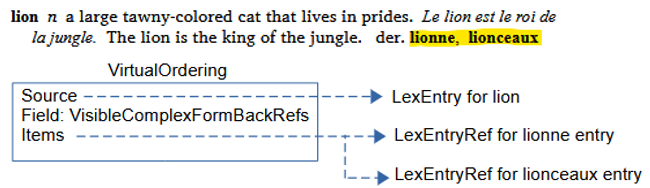 lion n a large tawny-colored cat that lives in prides. Le lion est le roi de
la jungle. The lion is the king of the jungle. der. lionne, lionceaux
VirtualOrdering
Source
LexEntry for lion
Field: VisibleComplexFormBackRefs
Items
LexEntryRef for lionne entry
LexEntryRef for lionceaux entry